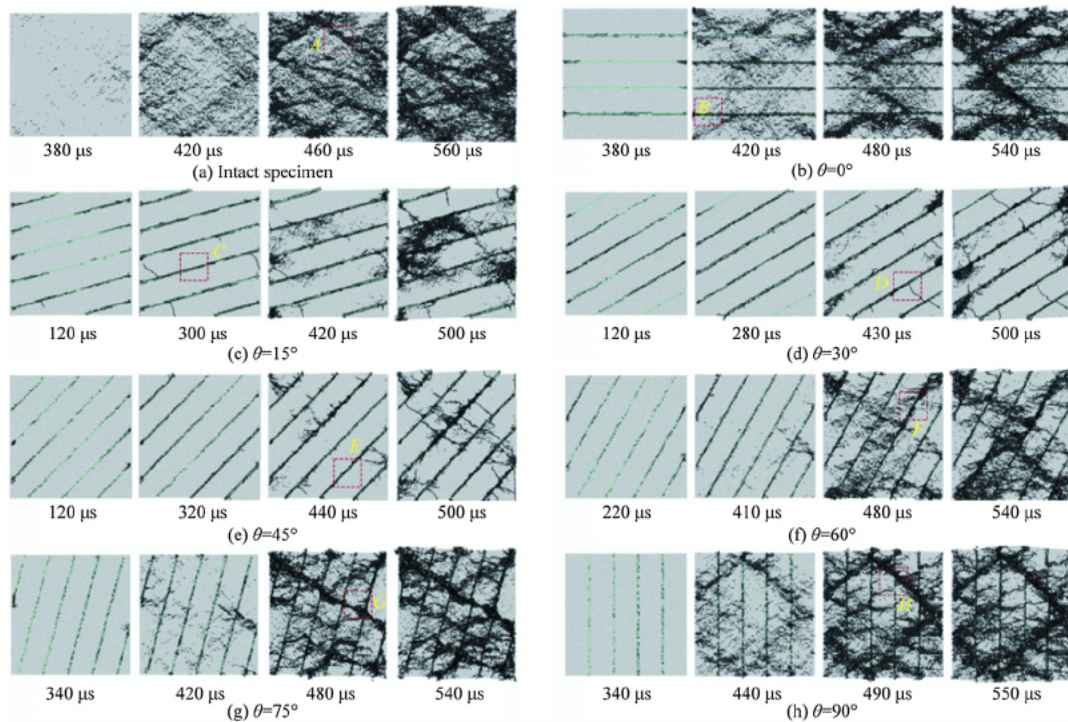 A
380 μs 420 μs 460 μs 560 μs
(a) Intact specimen
B
380 μs 420 μs 480 μs 540 μs
(b) θ=0°
C
120 μs 300 μs 420 μs 500 μs
(c) θ=15°
D
120 μs 280 μs 430 μs 500 μs
(d) θ=30°
E
120 μs 320 μs 440 μs 500 μs
(e) θ=45°
F
220 μs 410 μs 480 μs 540 μs
(f) θ=60°
G
340 μs 420 μs 480 μs 540 μs
(g) θ=75°
H
340 μs 440 μs 490 μs 550 μs
(h) θ=90°